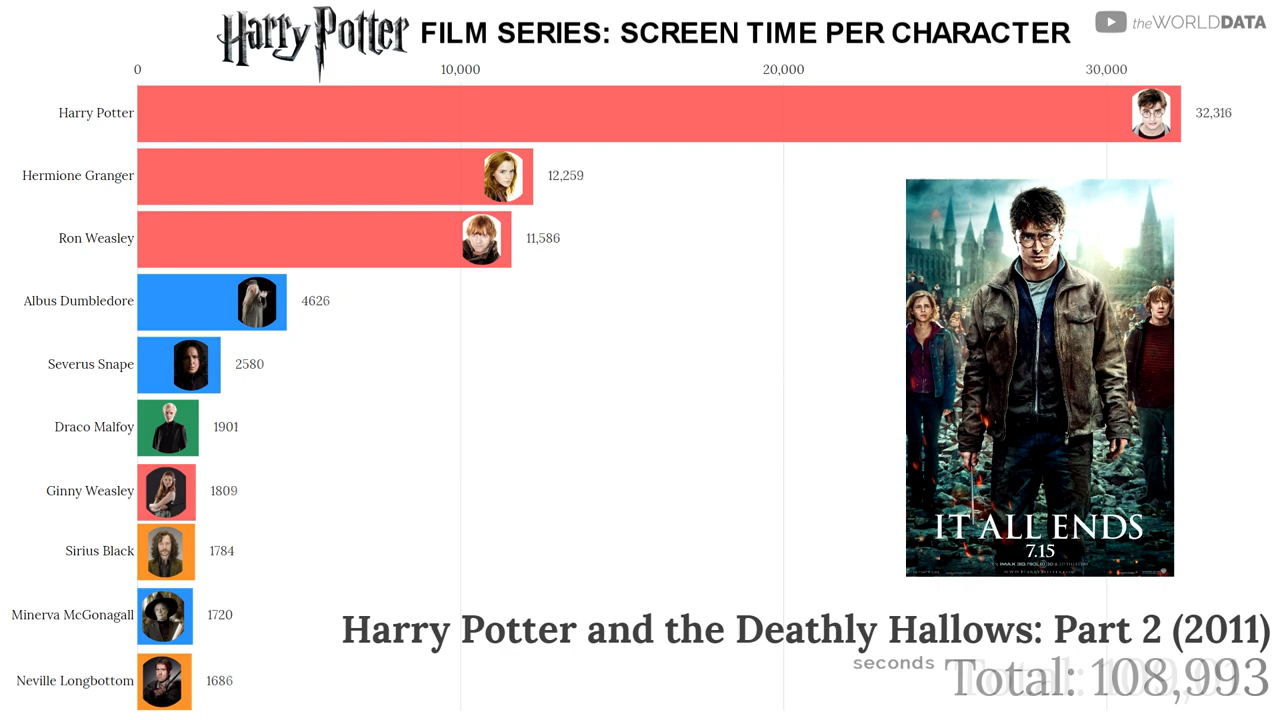 Harry Potter FILM SERIES: SCREEN TIME PER CHARACTER
theWORLDDATA
0 10,000 20,000 30,000
Harry Potter 32,316
Hermione Granger 12,259
Ron Weasley 11,586
Albus Dumbledore 4626
Severus Snape 2580
Draco Malfoy 1901
Ginny Weasley 1809
Sirius Black 1784
Minerva McGonagall 1720
Neville Longbottom 1686
IT ALL ENDS
7.15
Harry Potter and the Deathly Hallows: Part 2 (2011)
seconds
Total: 108,993